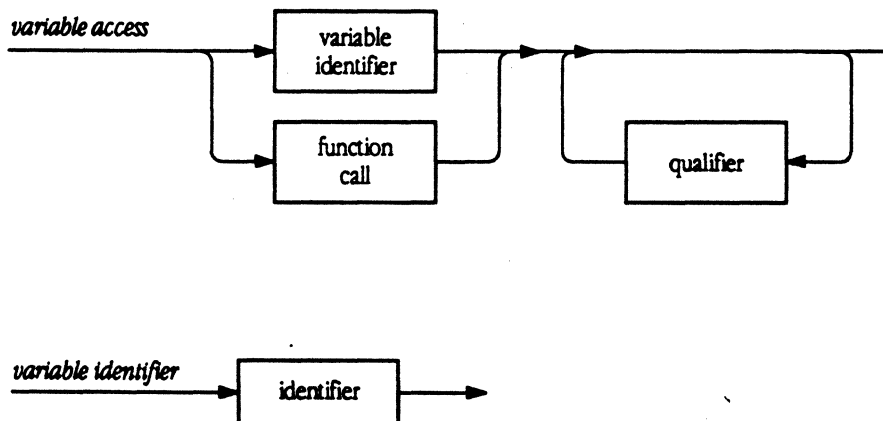 variable access
variable
identifier
function
call
qualifier
variable identifier
identifier